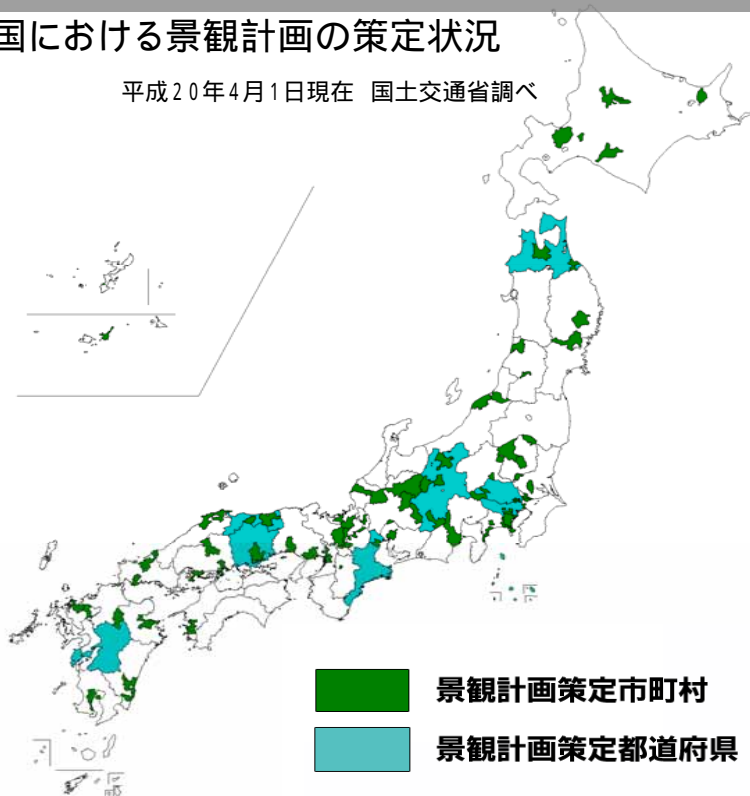 国における景観計画の策定状況
平成20年4月1日現在 国土交通省調べ
景観計画策定市町村
景観計画策定都道府県